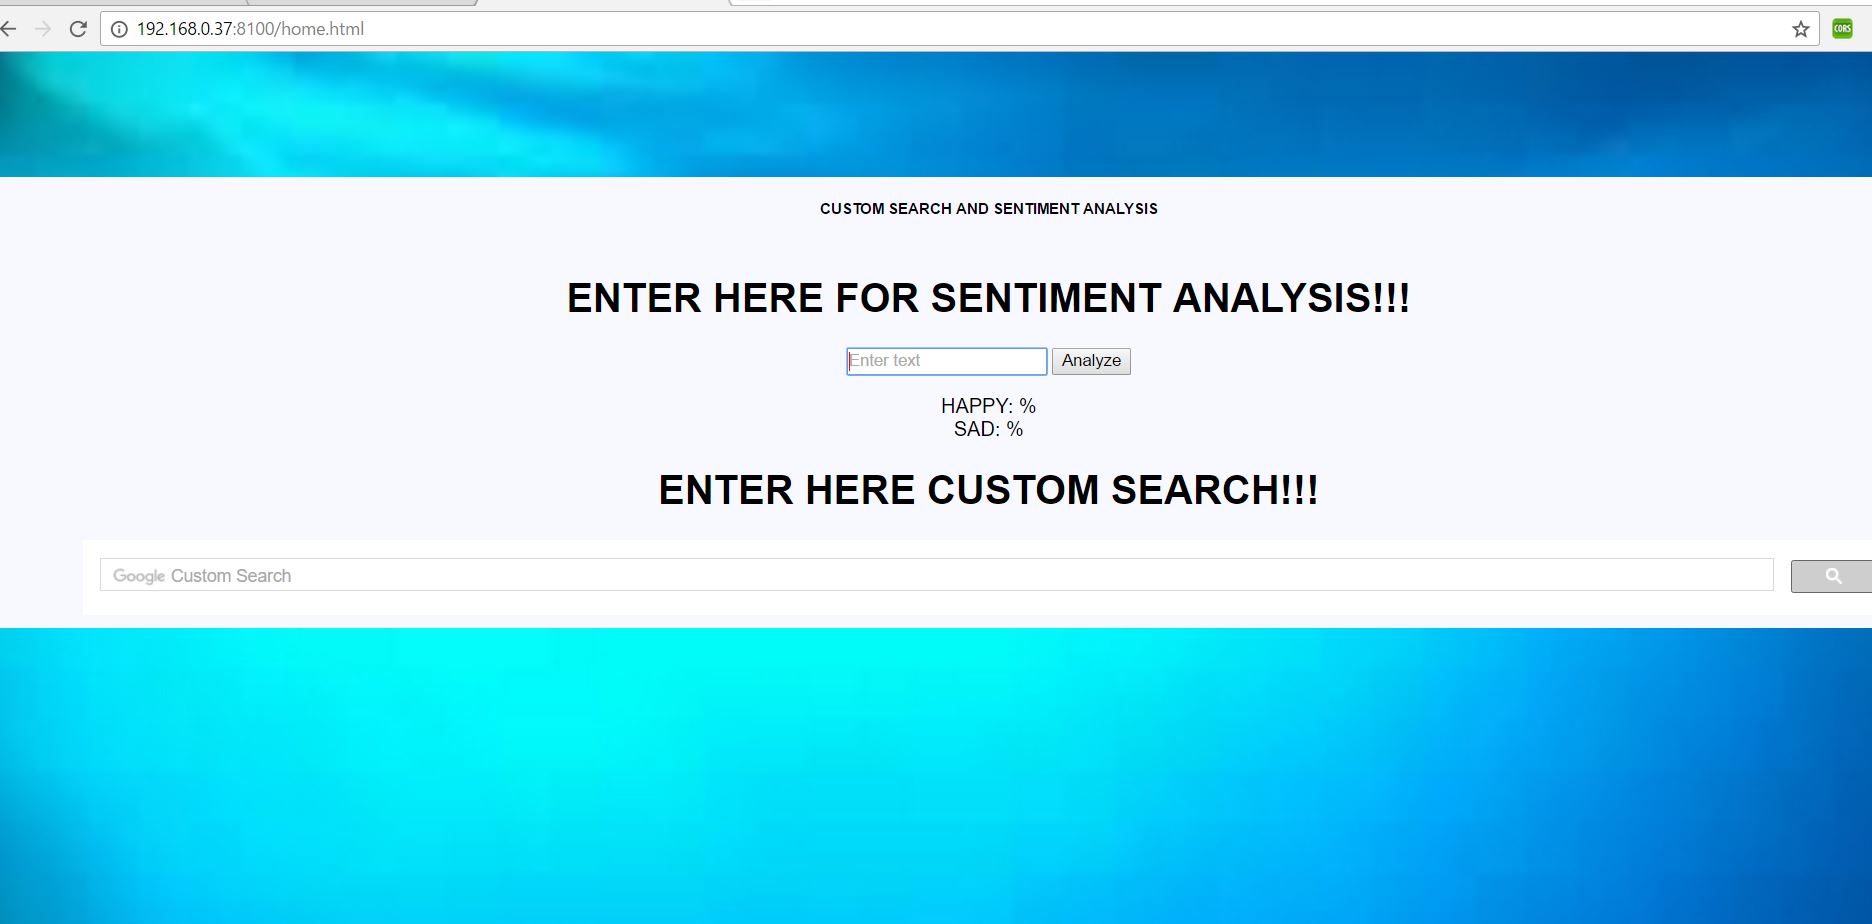 192.168.0.37:8100/home.html
CORS
CUSTOM SEARCH AND SENTIMENT ANALYSIS
ENTER HERE FOR SENTIMENT ANALYSIS!!!
Enter text Analyze
HAPPY: %
SAD: %
ENTER HERE CUSTOM SEARCH!!!
Google Custom Search